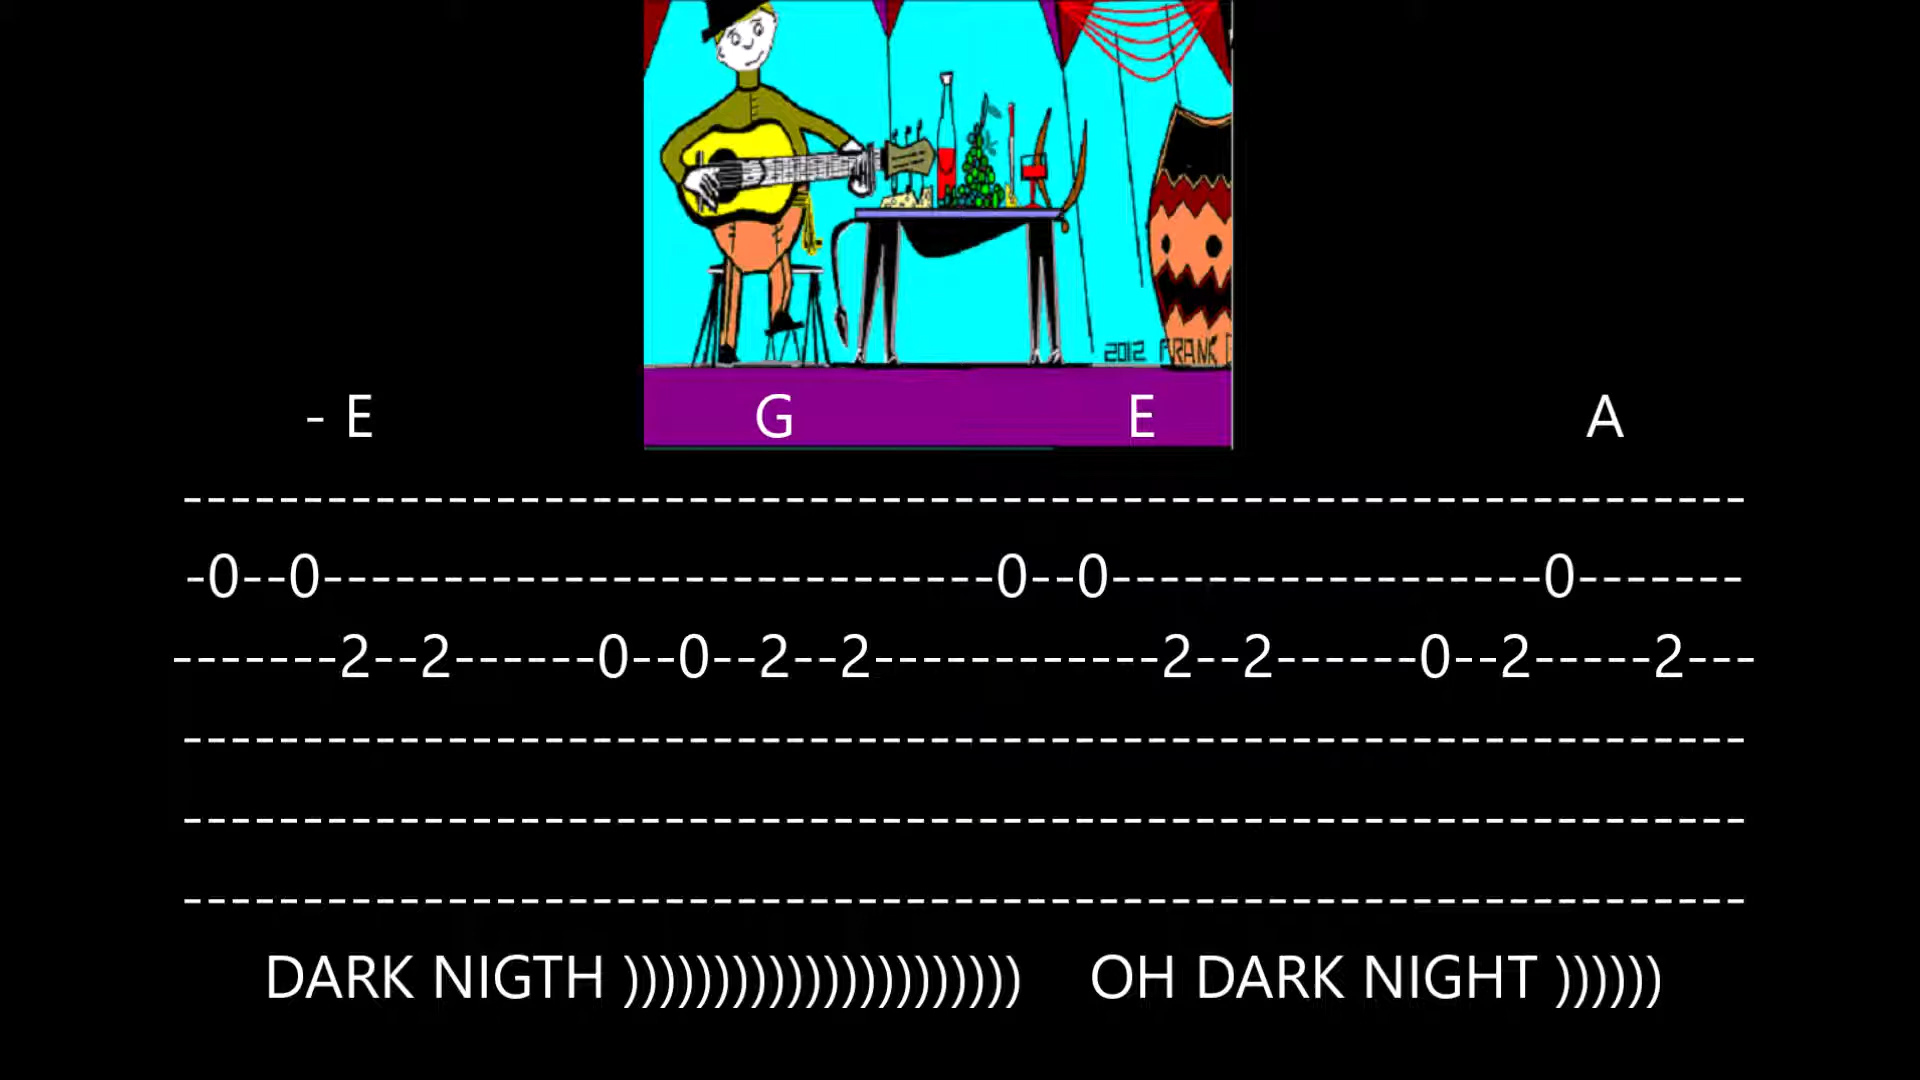 2012 FRANK
- E G E A
-----------------------------------------------------------------
-0--0----------------------------0--0------------------0-------
-------2--2------0--0--2--2------------2--2------0--2-----2---
-----------------------------------------------------------------
-----------------------------------------------------------------
-----------------------------------------------------------------
DARK NIGTH )))))))))))))))))))))) OH DARK NIGHT ))))))